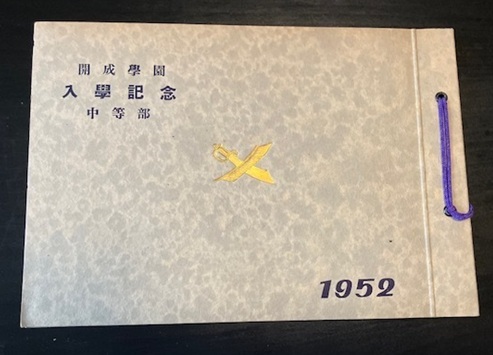 開成學園
入學記念
中等部
1952